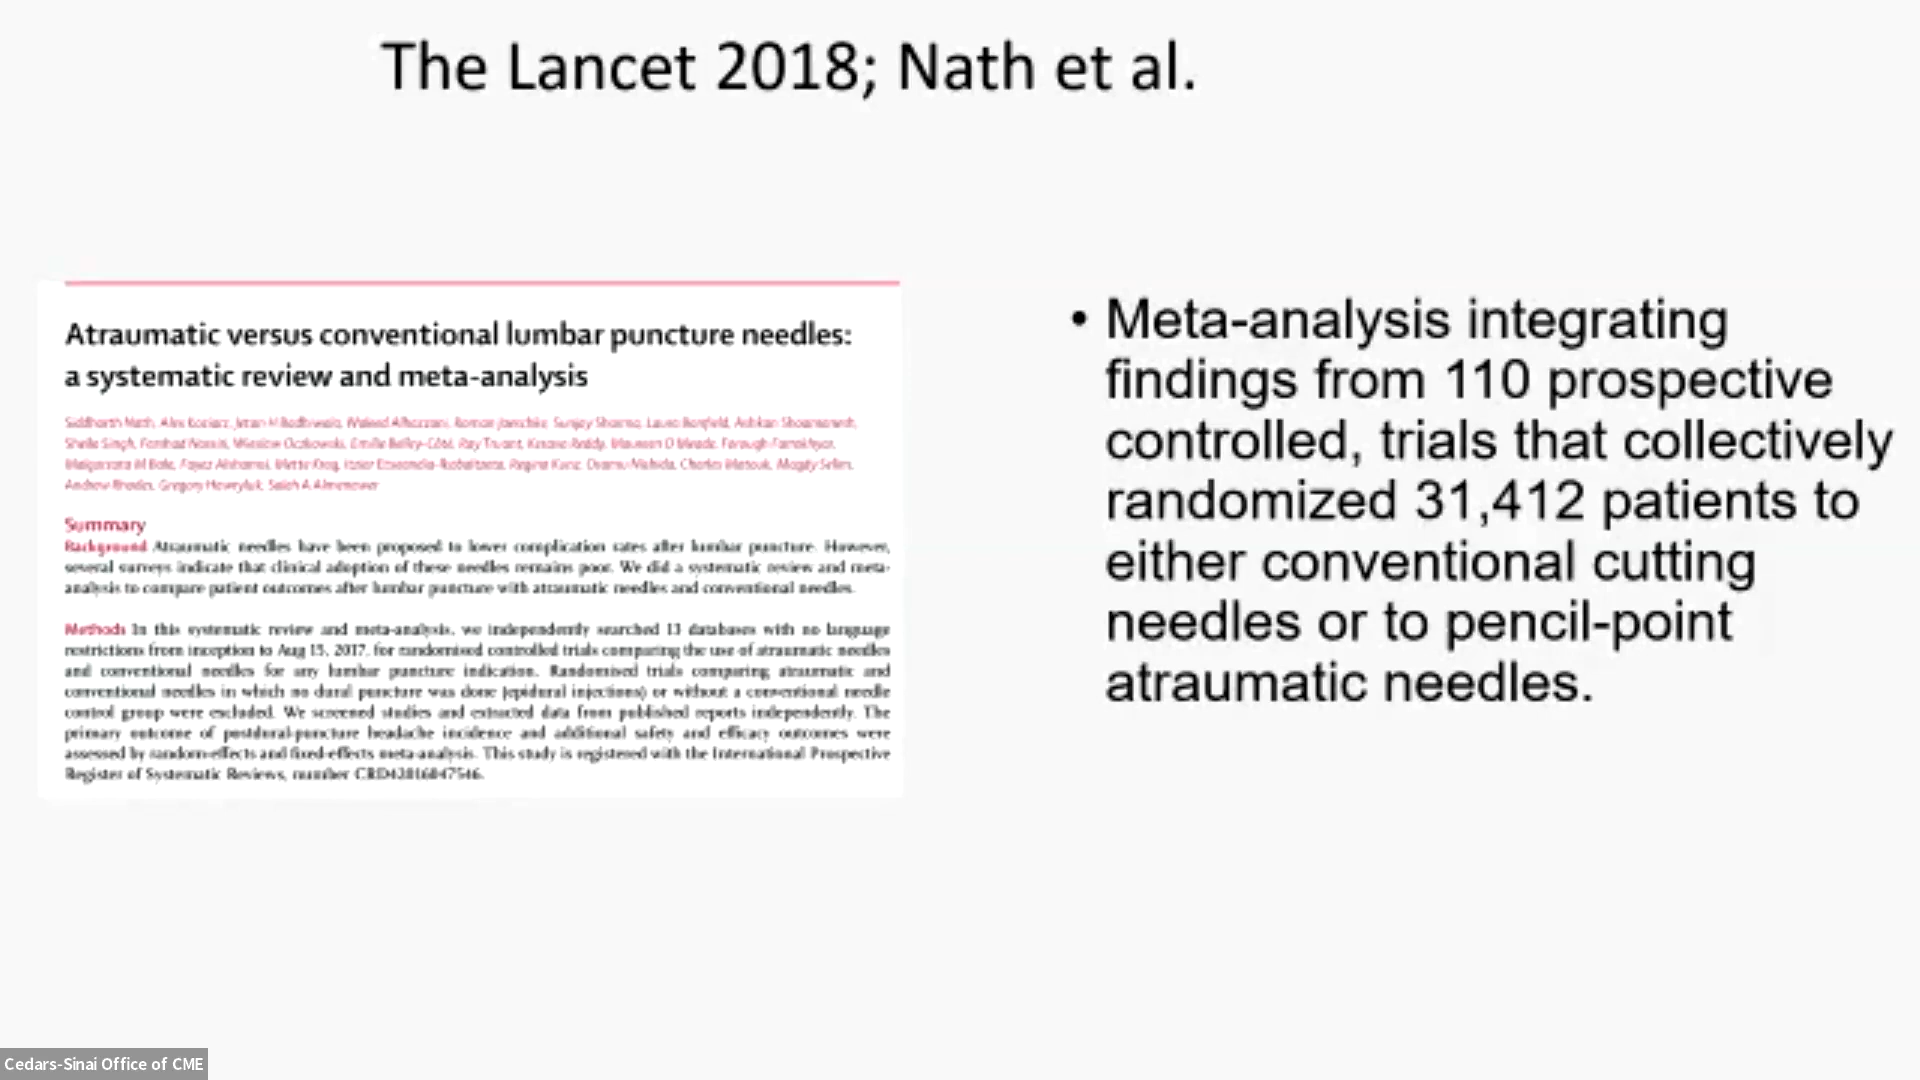 The Lancet 2018; Nath et al.
Atraumatic versus conventional lumbar puncture needles:
a systematic review and meta-analysis
Summary
Background Atraumatic needles have been proposed to lower complication rates after lumbar puncture. However,
several surveys indicate that clinical adoption of these needles remains poor. We did a systematic review and meta-
analysis to compare patient outcomes after lumbar puncture with atraumatic needles and conventional needles.
Methods In this systematic review and meta-analysis, we independently searched 13 databases with no language
restrictions from inception to Aug 15, 2017, for randomised controlled trials comparing the use of atraumatic needles
and conventional needles for any lumbar puncture indication. Randomised trials comparing atraumatic and
conventional needles in which no dural puncture was done (epidural injections) or without a conventional needle
control group were excluded. We screened studies and extracted data from published reports independently. The
primary outcome of postdural-puncture headache incidence and additional safety and efficacy outcomes were
assessed by random-effects and fixed-effects meta-analysis. This study is registered with the International Prospective
Register of Systematic Reviews, number
• Meta-analysis integrating
findings from 110 prospective
controlled, trials that collectively
randomized 31,412 patients to
either conventional cutting
needles or to pencil-point
atraumatic needles.
Cedars-Sinai Office of CME